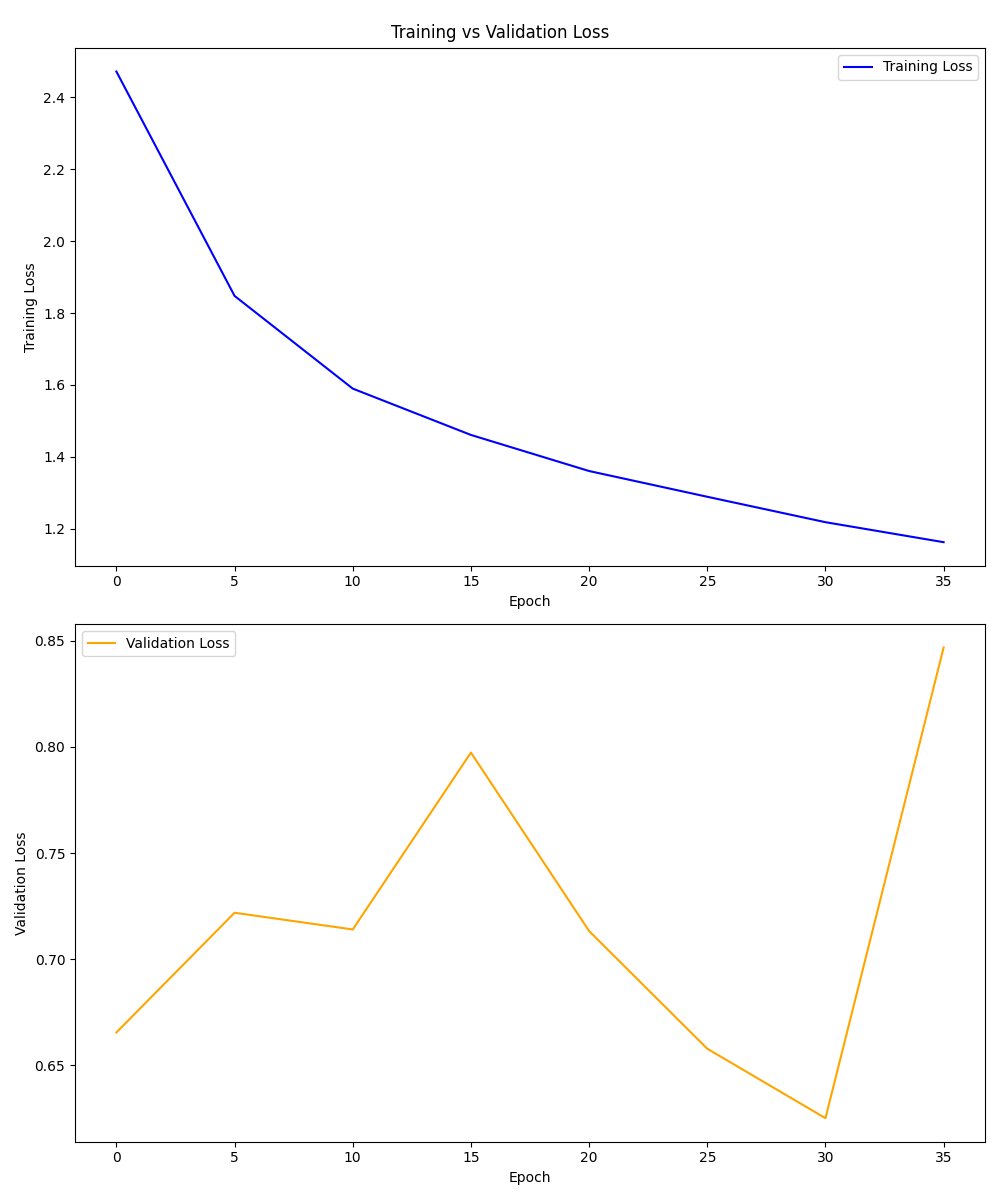 Training vs Validation Loss
Training Loss
2.4
2.2
2.0
1.8
1.6
1.4
1.2
Training Loss
0 5 10 15 20 25 30 35
Epoch
Validation Loss
0.85
0.80
0.75
0.70
0.65
Validation Loss
0 5 10 15 20 25 30 35
Epoch